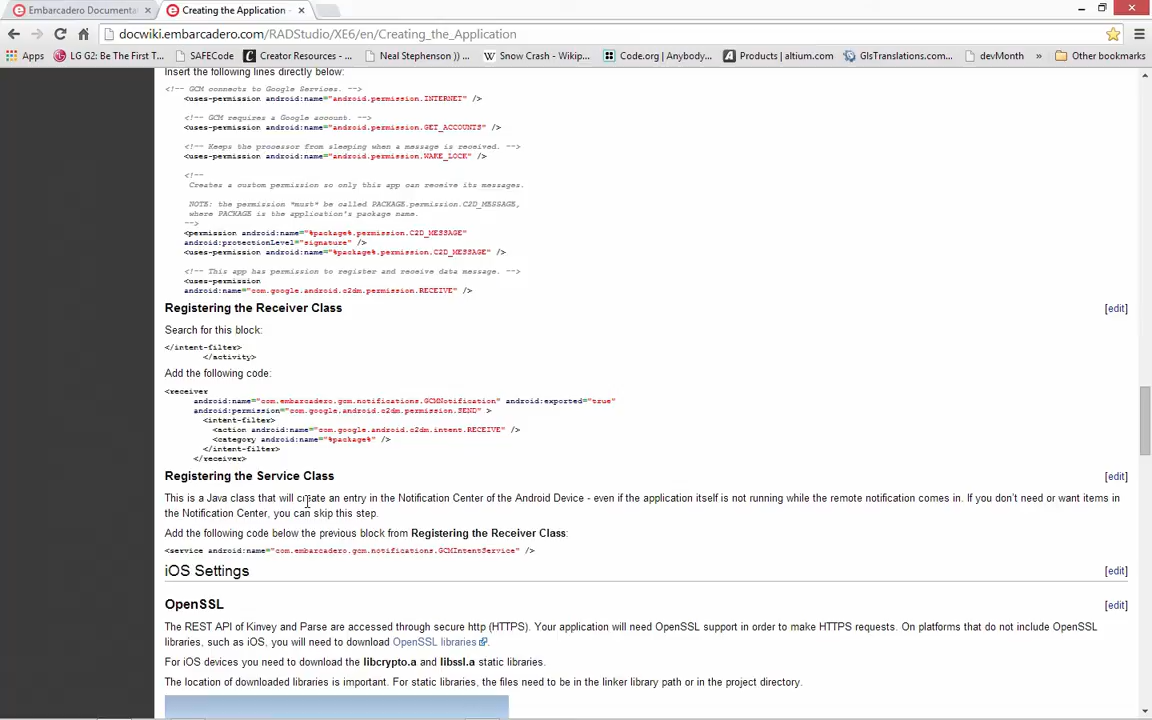 Embarcadero Documenta
Creating the Application -
docwiki.embarcadero.com/RADStudio/XE6/en/Creating_the_Application
Apps LG G2: Be The First T... SAFECode Creator Resources - ... Neal Stephenson )) ... Snow Crash - Wikip... Code.org | Anybody... Products | altium.com GlsTranslations.com... devMonth » Other bookmarks
Insert the following lines directly below:
<!-- GCM connects to Google Services. -->
<uses-permission android:name="android.permission.INTERNET" />
<!-- GCM requires a Google account. -->
<uses-permission android:name="android.permission.GET_ACCOUNTS" />
<!-- Keeps the processor from sleeping when a message is received. -->
<uses-permission android:name="android.permission.WAKE_LOCK" />
<!--
Creates a custom permission so only this app can receive its messages.
NOTE: the permission *must* be called PACKAGE.permission.C2D_MESSAGE,
where PACKAGE is the application's package name.
-->
<permission android:name="%package%.permission.C2D_MESSAGE"
android:protectionLevel="signature" />
<uses-permission android:name="%package%.permission.C2D_MESSAGE" />
<!-- This app has permission to register and receive data message. -->
<uses-permission
android:name="com.google.android.c2dm.permission.RECEIVE" />
Registering the Receiver Class [edit]
Search for this block:
</intent-filter>
</activity>
Add the following code:
<receiver
android:name="com.embarcadero.gcm.notifications.GCMNotification" android:exported="true"
android:permission="com.google.android.c2dm.permission.SEND" >
<intent-filter>
<action android:name="com.google.android.c2dm.intent.RECEIVE" />
<category android:name="%package%" />
</intent-filter>
</receiver>
Registering the Service Class [edit]
This is a Java class that will create an entry in the Notification Center of the Android Device - even if the application itself is not running while the remote notification comes in. If you don't need or want items in
the Notification Center, you can skip this step.
Add the following code below the previous block from Registering the Receiver Class:
<service android:name="com.embarcadero.gcm.notifications.GCMIntentService" />
iOS Settings [edit]
OpenSSL [edit]
The REST API of Kinvey and Parse are accessed through secure http (HTTPS). Your application will need OpenSSL support in order to make HTTPS requests. On platforms that do not include OpenSSL
libraries, such as iOS, you will need to download OpenSSL libraries.
For iOS devices you need to download the libcrypto.a and libssl.a static libraries.
The location of downloaded libraries is important. For static libraries, the files need to be in the linker library path or in the project directory.